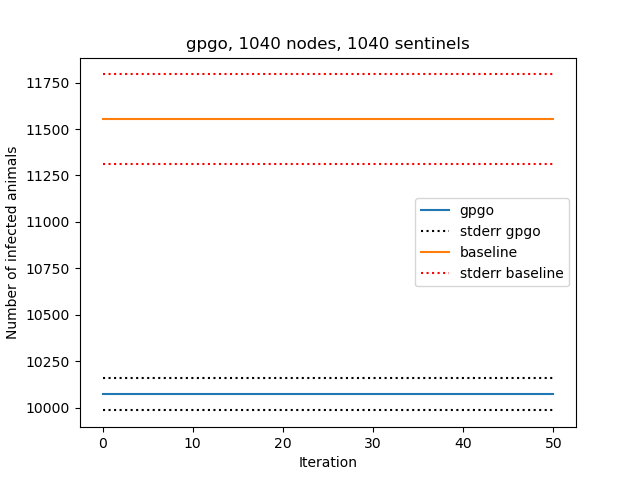 gpgo, 1040 nodes, 1040 sentinels
Number of infected animals
11750
11500
11250
11000
10750
10500
10250
10000
gpgo
stderr gpgo
baseline
stderr baseline
0 10 20 30 40 50
Iteration